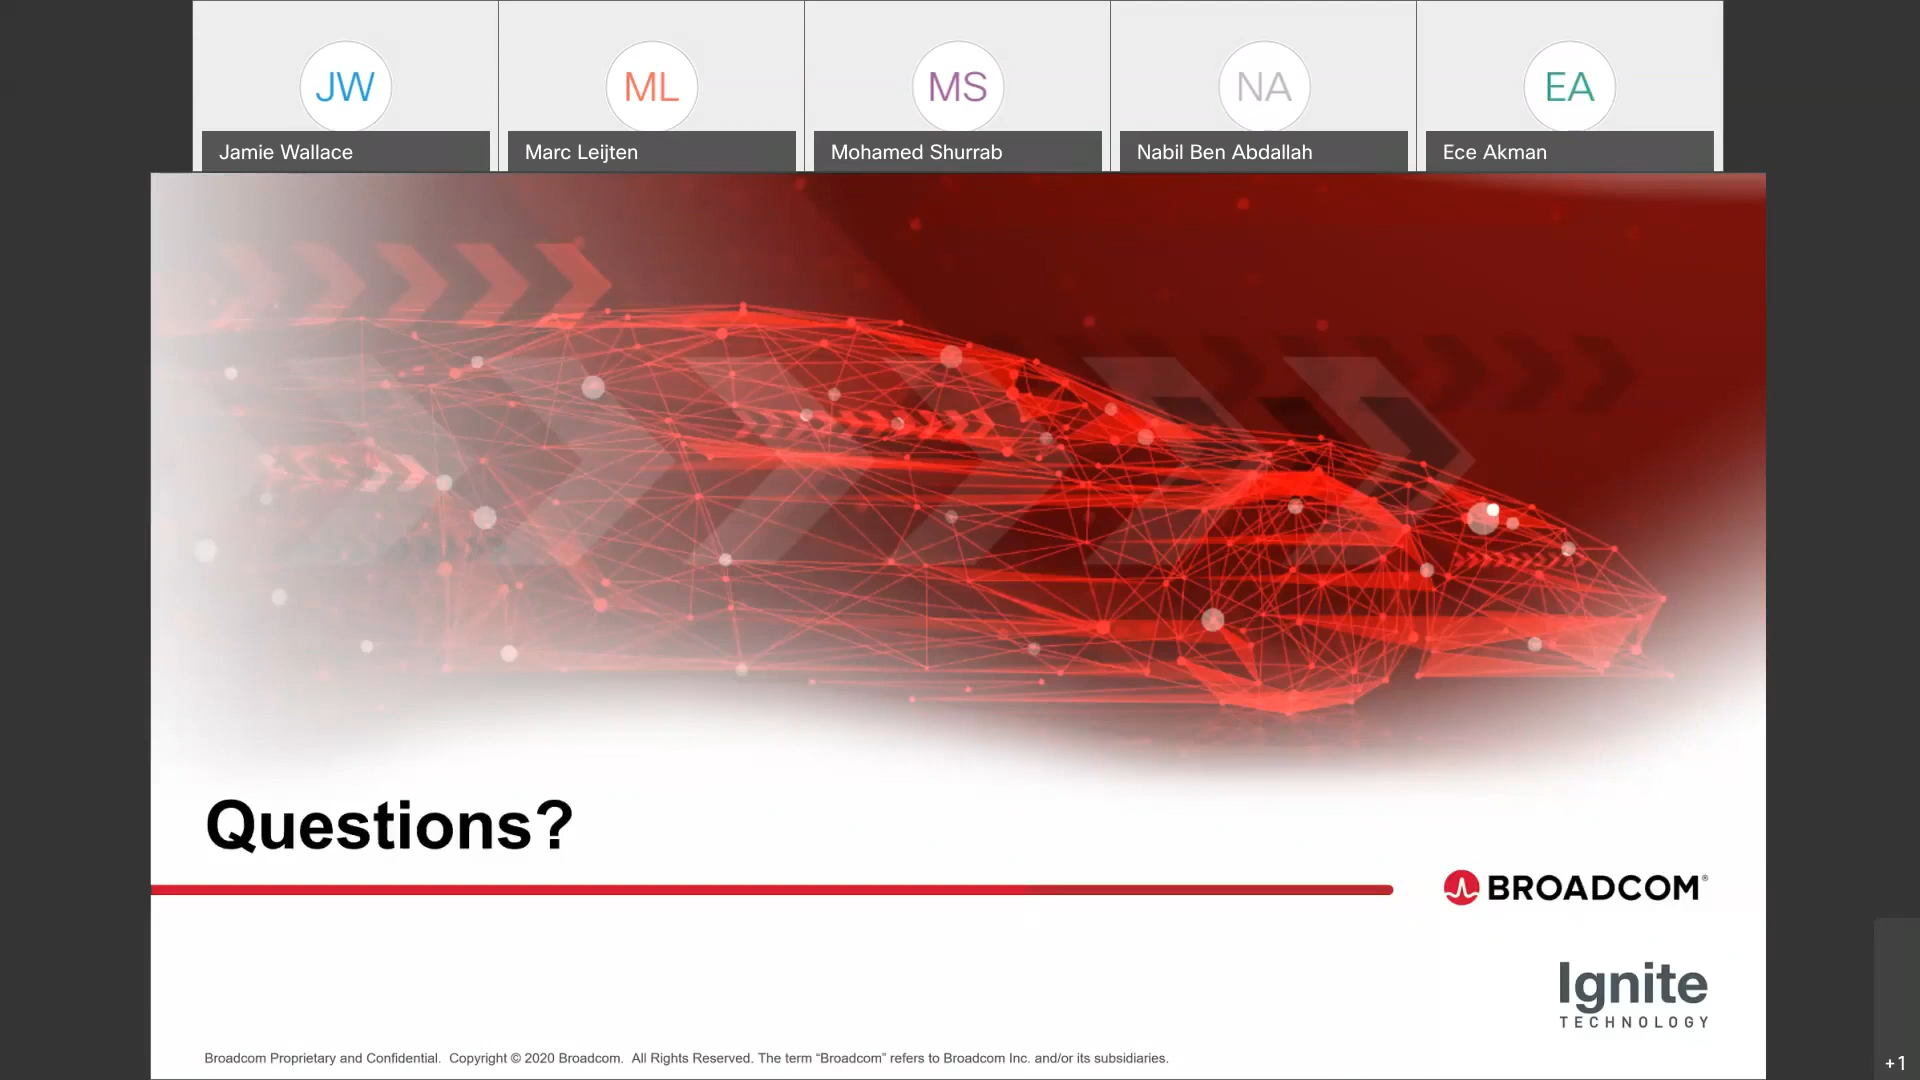 JW
ML
MS
NA
EA
Jamie Wallace
Marc Leijten
Mohamed Shurrab
Nabil Ben Abdallah
Ece Akman
Questions?
BROADCOM®
Ignite
TECHNOLOGY
Broadcom Proprietary and Confidential. Copyright © 2020 Broadcom. All Rights Reserved. The term “Broadcom” refers to Broadcom Inc. and/or its subsidiaries.
+1